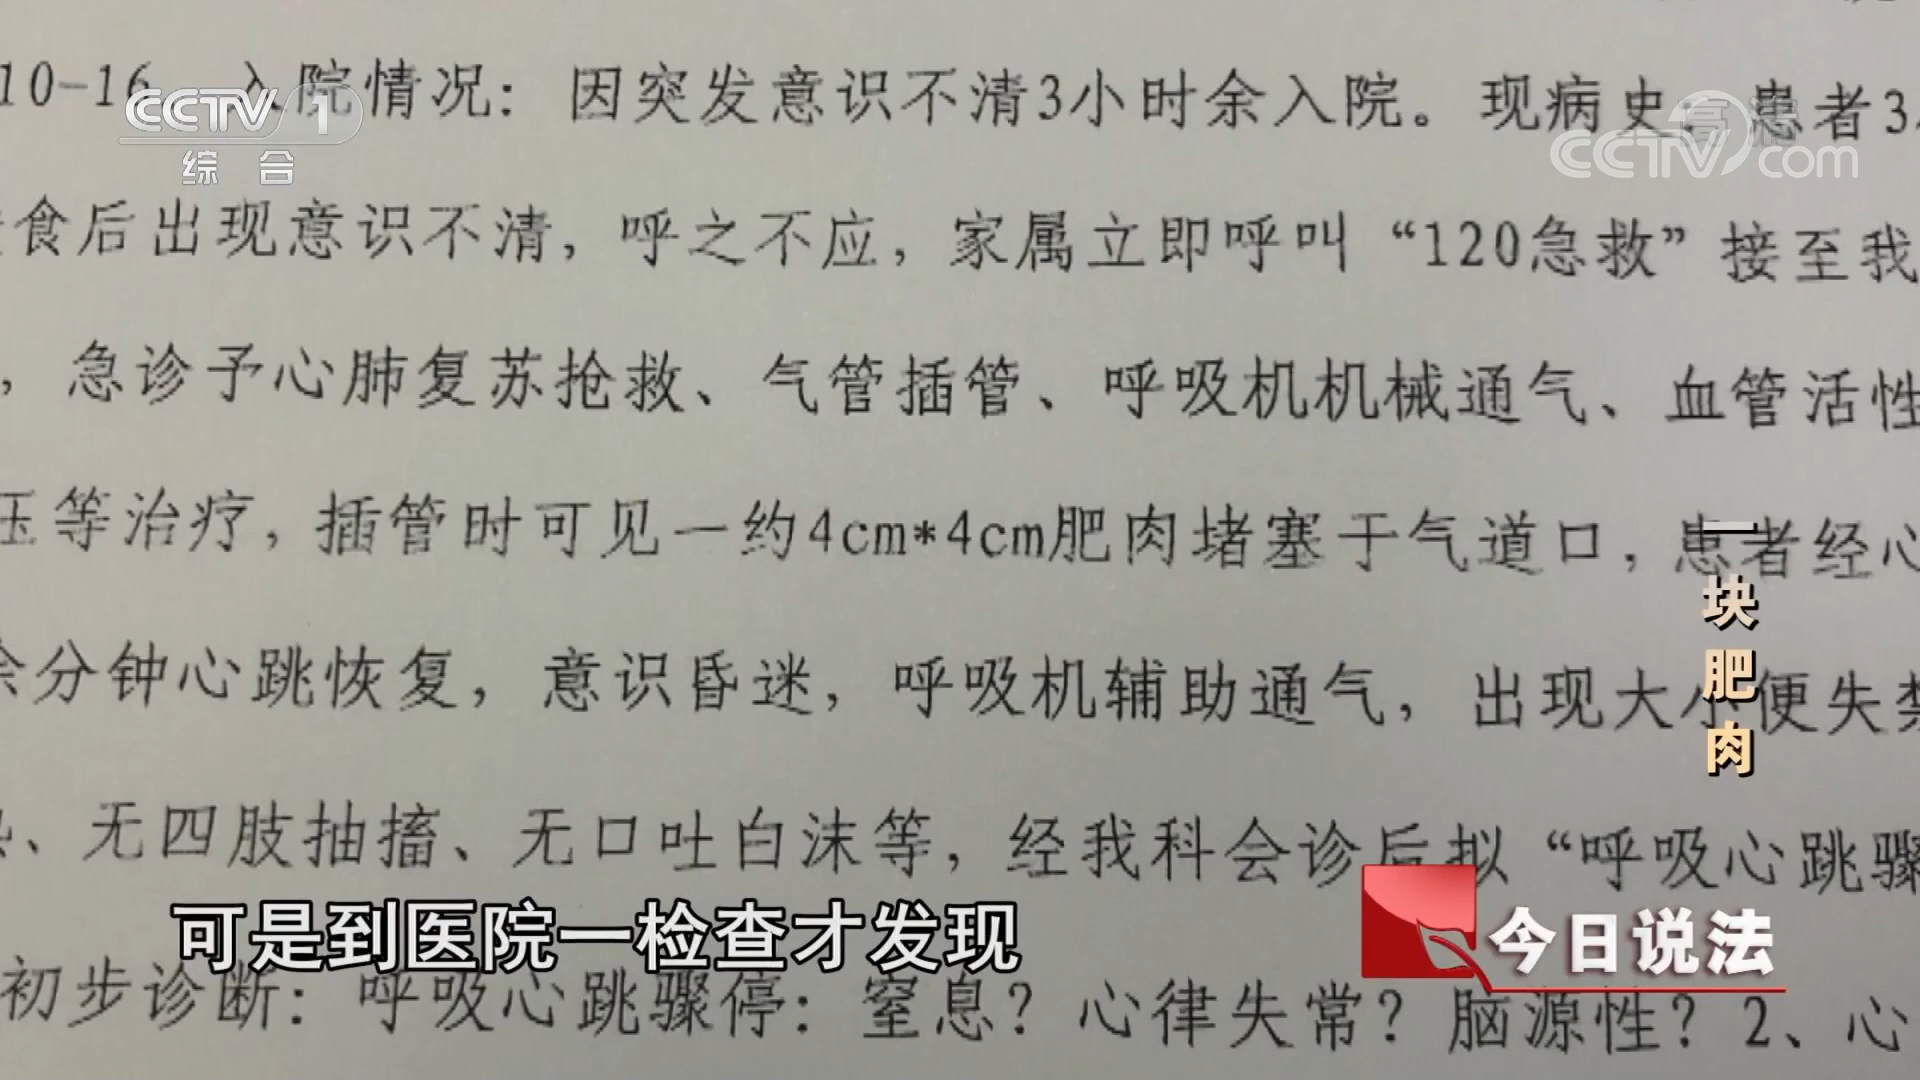 10-16 入院情况：因突发意识不清3小时余入院。现病史：患者3
CCTV 1
综合
高清
CCTV.com
食后出现意识不清，呼之不应，家属立即呼叫“120急救”接至我
，急诊予心肺复苏抢救、气管插管、呼吸机机械通气、血管活性
压等治疗，插管时可见一约4cm*4cm肥肉堵塞于气道口，患者经心
余分钟心跳恢复，意识昏迷，呼吸机辅助通气，出现大小便失禁
、无四肢抽搐、无口吐白沫等，经我科会诊后拟“呼吸心跳骤
初步诊断：呼吸心跳骤停：窒息？心律失常？脑源性？2、心
一块肥肉
可是到医院一检查才发现
今日说法